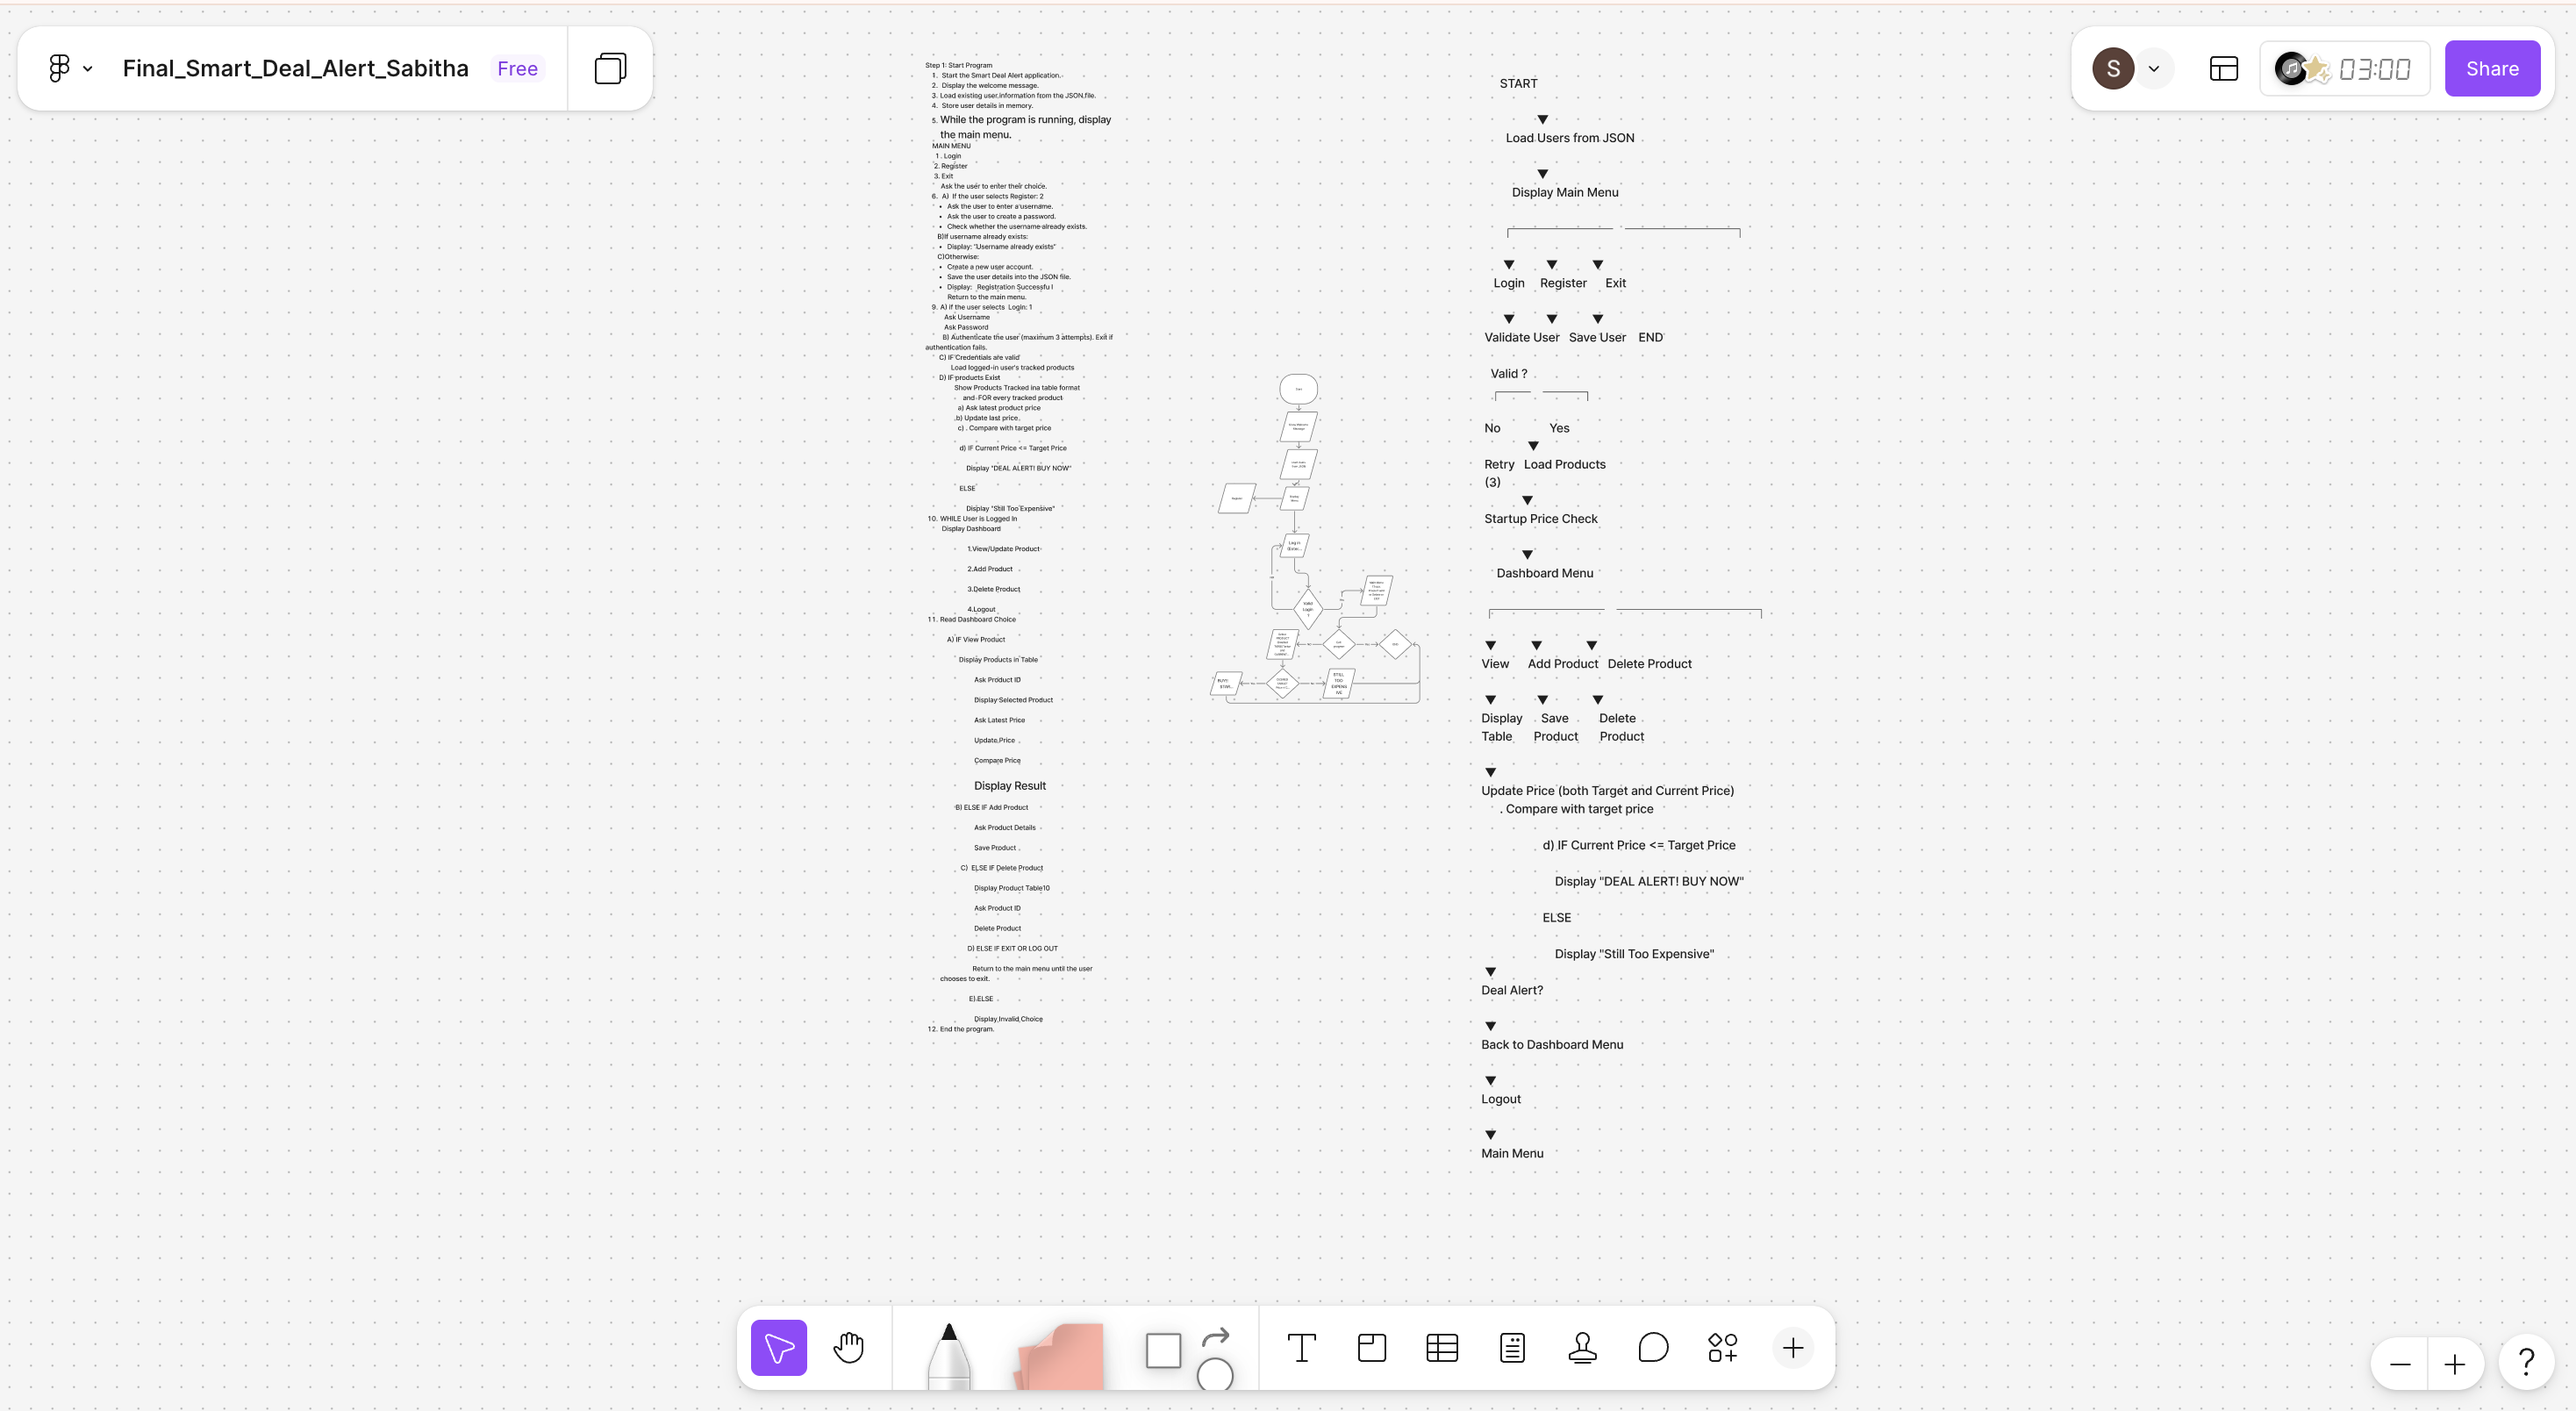 Final_Smart_Deal_Alert_Sabitha
Free
S
03:00
Share
Step 1: Start Program
1. Start the Smart Deal Alert application.
2. Display the welcome message.
3. Load existing user information from the JSON file.
4. Store user details in memory.
5. While the program is running, display
the main menu.
MAIN MENU
1. Login
2. Register
3. Exit
Ask the user to enter their choice.
6. A) If the user selects Register: 2
• Ask the user to enter a username.
• Ask the user to create a password.
• Check whether the username already exists.
B)If username already exists:
• Display: "Username already exists"
C)Otherwise:
• Create a new user account.
• Save the user details into the JSON file.
• Display: Registration Successfu l
Return to the main menu.
9. A) If the user selects Login: 1
Ask Username
Ask Password
B) Authenticate the user (maximum 3 attempts). Exit if
authentication fails.
C) IF Credentials are valid
Load logged-in user's tracked products
D) IF products Exist
Show Products Tracked ina table format
and FOR every tracked product
a) Ask latest product price
b) Update last price.
c) . Compare with target price
d) IF Current Price <= Target Price
Display "DEAL ALERT! BUY NOW"
ELSE
Display "Still Too Expensive"
10. WHILE User is Logged In
Display Dashboard
1.View/Update Product
2.Add Product
3.Delete Product
4.Logout
11. Read Dashboard Choice
A) IF View Product
Display Products in Table
Ask Product ID
Display Selected Product
Ask Latest Price
Update Price
Compare Price
Display Result
B) ELSE IF Add Product
Ask Product Details
Save Product
C) ELSE IF Delete Product
Display Product Table10
Ask Product ID
Delete Product
D) ELSE IF EXIT OR LOG OUT
Return to the main menu until the user
chooses to exit.
E) ELSE
Display Invalid Choice
12. End the program.
Start
Register
Log in
Valid
Login
?
STILL
TOO
EXPENS
IVE
START
▼
Load Users from JSON
▼
Display Main Menu
▼ ▼ ▼
Login Register Exit
▼ ▼ ▼
Validate User Save User END
Valid ?
No Yes
▼
Retry Load Products
(3)
▼
Startup Price Check
▼
Dashboard Menu
▼ ▼ ▼
View Add Product Delete Product
▼ ▼ ▼
Display Save Delete
Table Product Product
▼
Update Price (both Target and Current Price)
. Compare with target price
d) IF Current Price <= Target Price
Display "DEAL ALERT! BUY NOW"
ELSE
Display "Still Too Expensive"
▼
Deal Alert?
▼
Back to Dashboard Menu
▼
Logout
▼
Main Menu